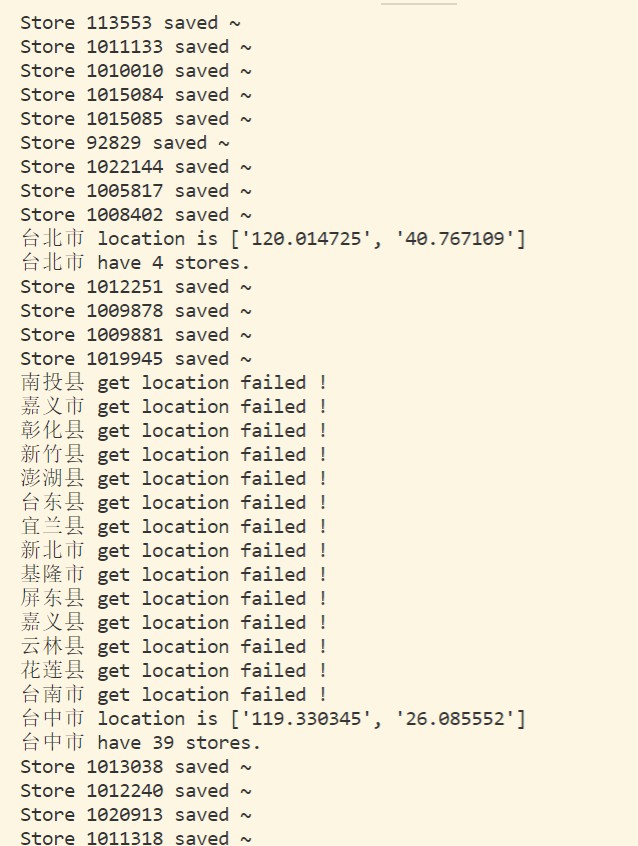 Store 113553 saved ~
Store 1011133 saved ~
Store 1010010 saved ~
Store 1015084 saved ~
Store 1015085 saved ~
Store 92829 saved ~
Store 1022144 saved ~
Store 1005817 saved ~
Store 1008402 saved ~
台北市 location is ['120.014725', '40.767109']
台北市 have 4 stores.
Store 1012251 saved ~
Store 1009878 saved ~
Store 1009881 saved ~
Store 1019945 saved ~
南投县 get location failed !
嘉义市 get location failed !
彰化县 get location failed !
新竹县 get location failed !
澎湖县 get location failed !
台东县 get location failed !
宜兰县 get location failed !
新北市 get location failed !
基隆市 get location failed !
屏东县 get location failed !
嘉义县 get location failed !
云林县 get location failed !
花莲县 get location failed !
台南市 get location failed !
台中市 location is ['119.330345', '26.085552']
台中市 have 39 stores.
Store 1013038 saved ~
Store 1012240 saved ~
Store 1020913 saved ~
Store 1011318 saved ~